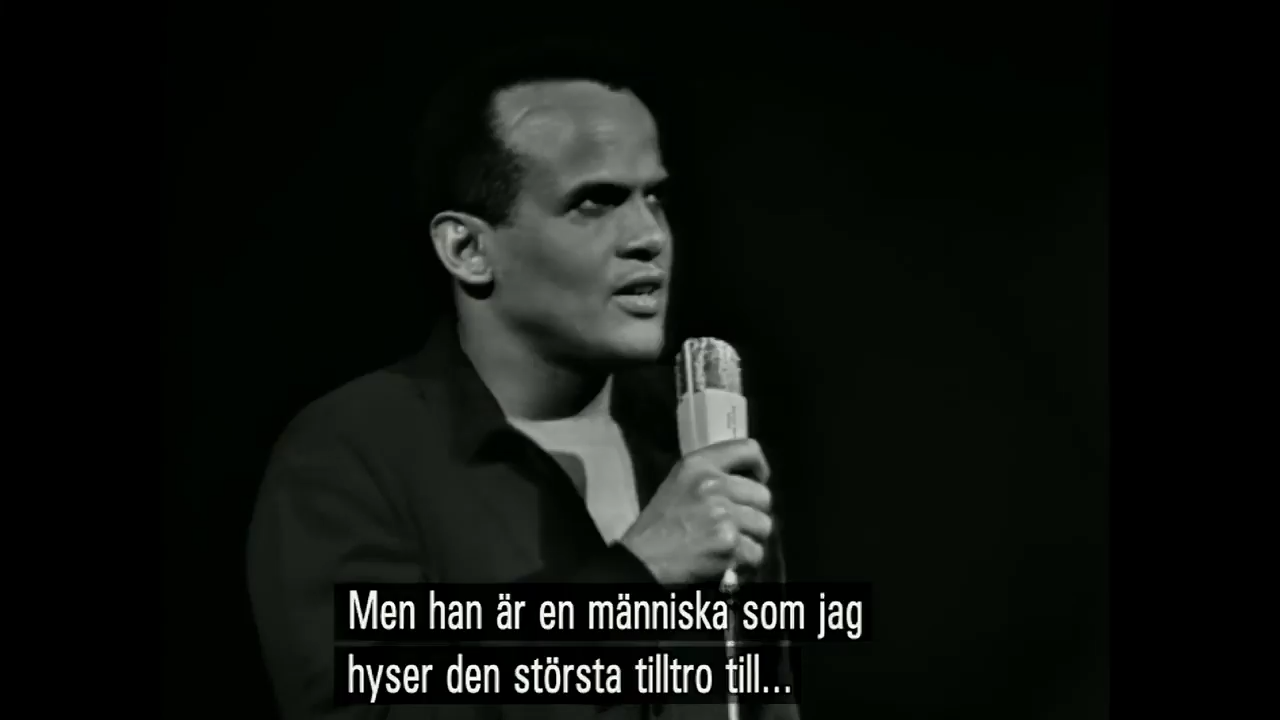 Men han är en människa som jag
hyser den största tilltro till...